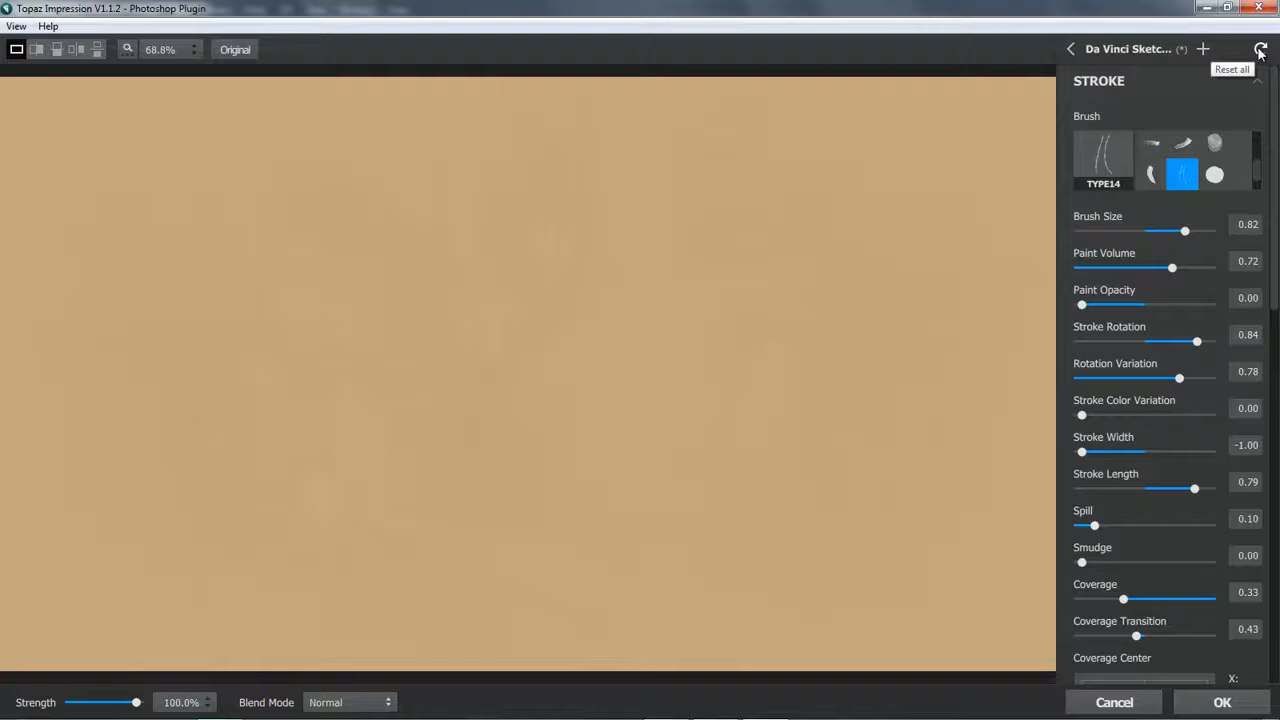 Topaz Impression V1.1.2 - Photoshop Plugin
View Help
68.8% Original
Da Vinci Sketc... (*)
Reset all
STROKE
Brush
TYPE14
Brush Size 0.82
Paint Volume 0.72
Paint Opacity 0.00
Stroke Rotation 0.84
Rotation Variation 0.78
Stroke Color Variation 0.00
Stroke Width -1.00
Stroke Length 0.79
Spill 0.10
Smudge 0.00
Coverage 0.33
Coverage Transition 0.43
Coverage Center
X:
Strength 100.0% Blend Mode Normal
Cancel OK